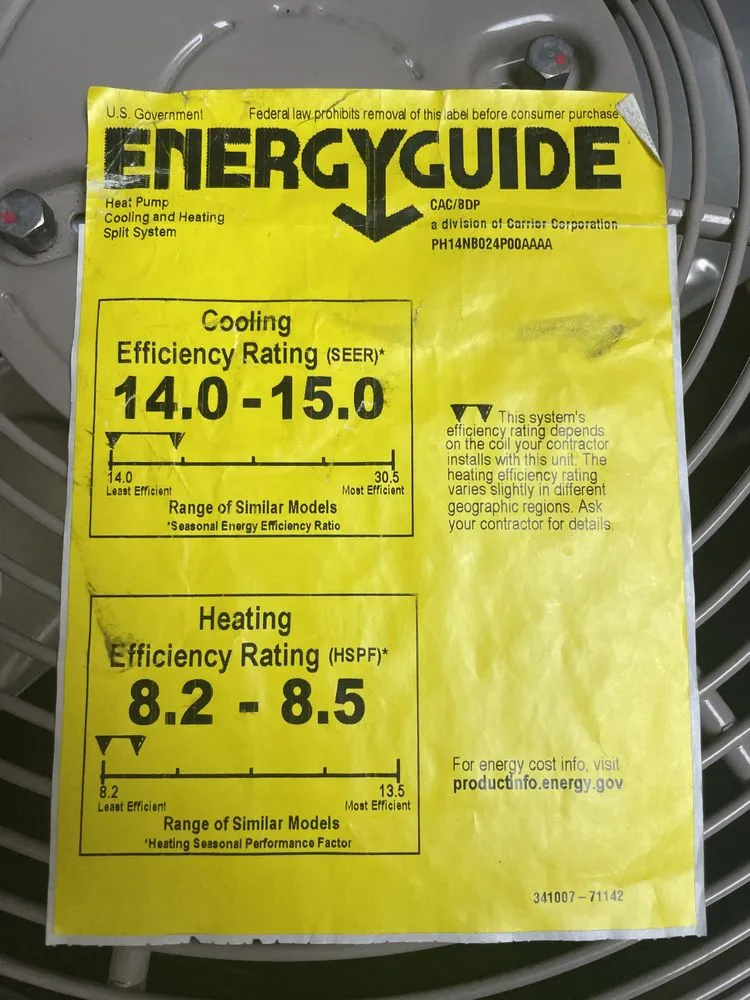 U.S. Government Federal law prohibits removal of this label before consumer purchase
ENERGYGUIDE
Heat Pump
Cooling and Heating
Split System
CAC/BDP
a division of Carrier Corporation
PH14NB024P00AAAA
Cooling
Efficiency Rating (SEER)*
14.0 - 15.0
14.0 30.5
Least Efficient Most Efficient
Range of Similar Models
*Seasonal Energy Efficiency Ratio
This system's
efficiency rating depends
on the coil your contractor
installs with this unit. The
heating efficiency rating
varies slightly in different
geographic regions. Ask
your contractor for details.
Heating
Efficiency Rating (HSPF)*
8.2 - 8.5
8.2 13.5
Least Efficient Most Efficient
Range of Similar Models
*Heating Seasonal Performance Factor
For energy cost info, visit
productinfo.energy.gov
341007-71142